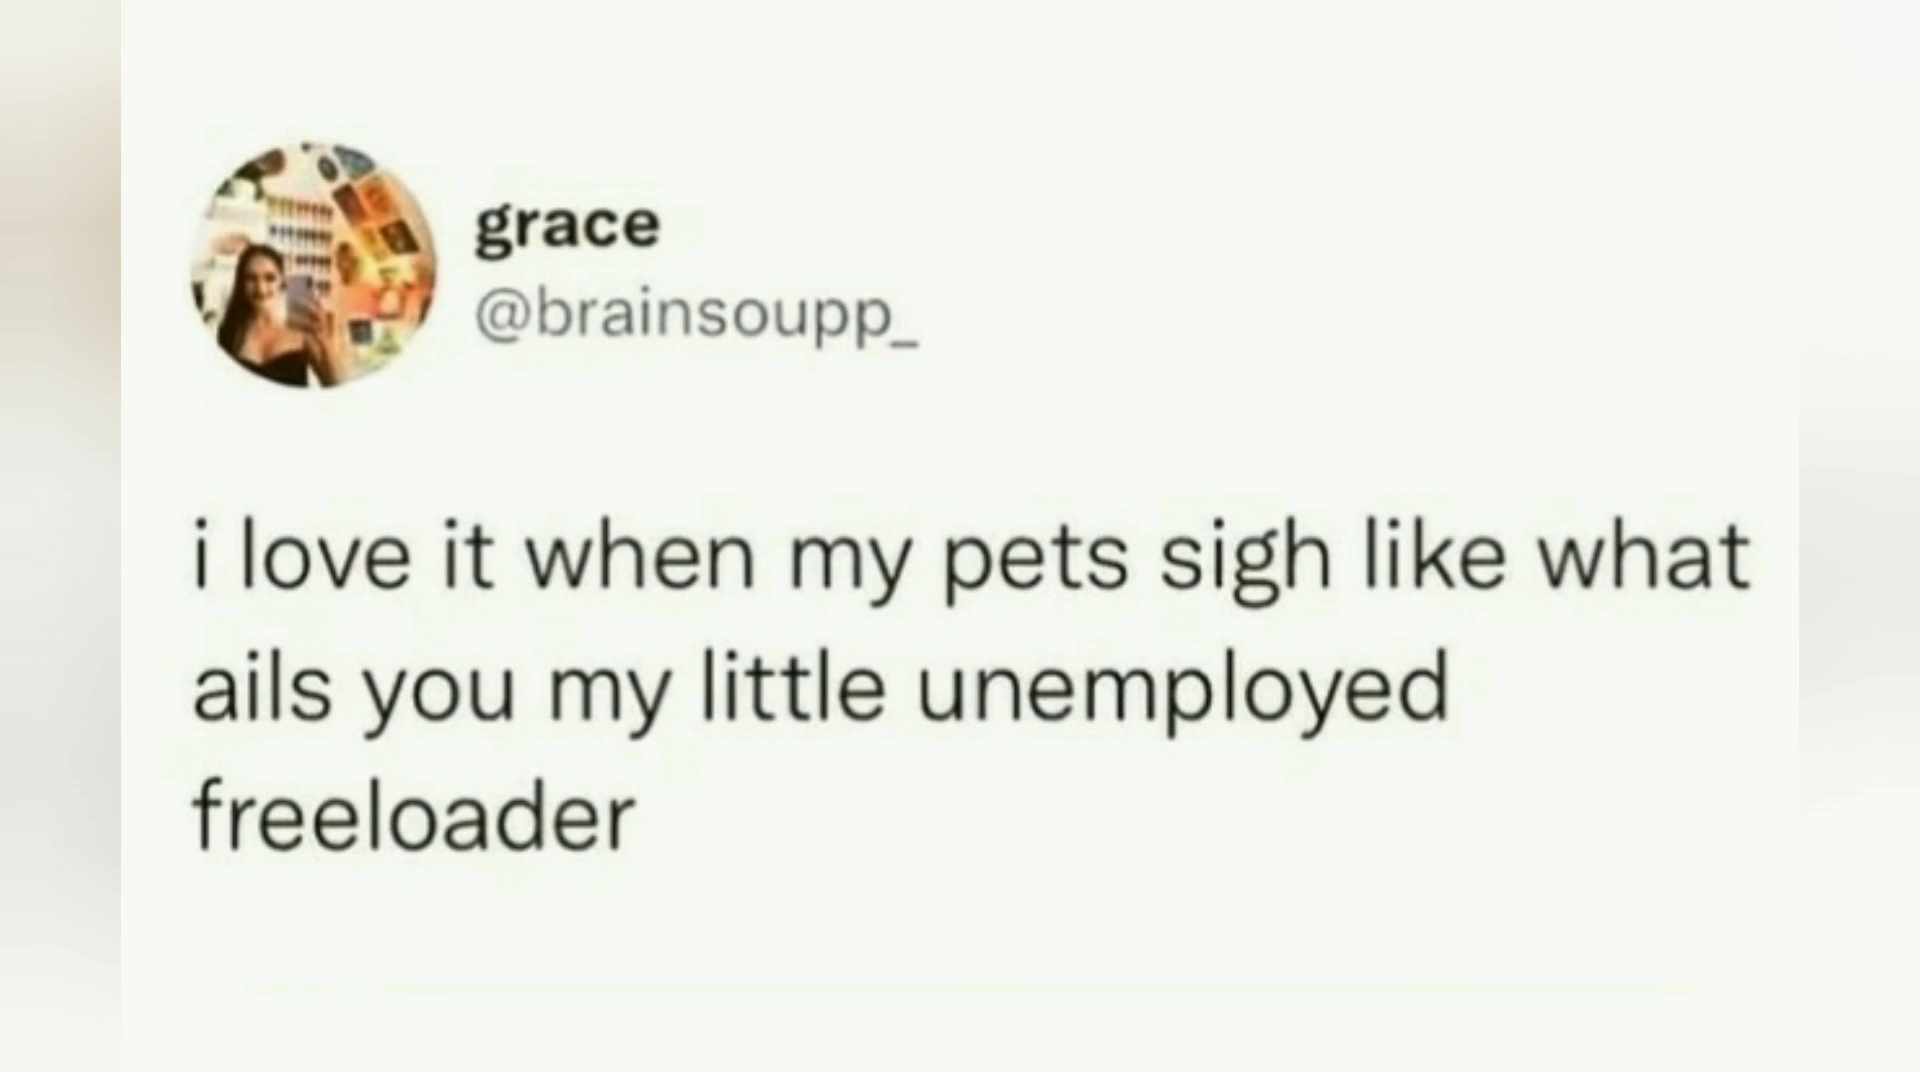 grace
@brainsoupp_
i love it when my pets sigh like what
ails you my little unemployed
freeloader